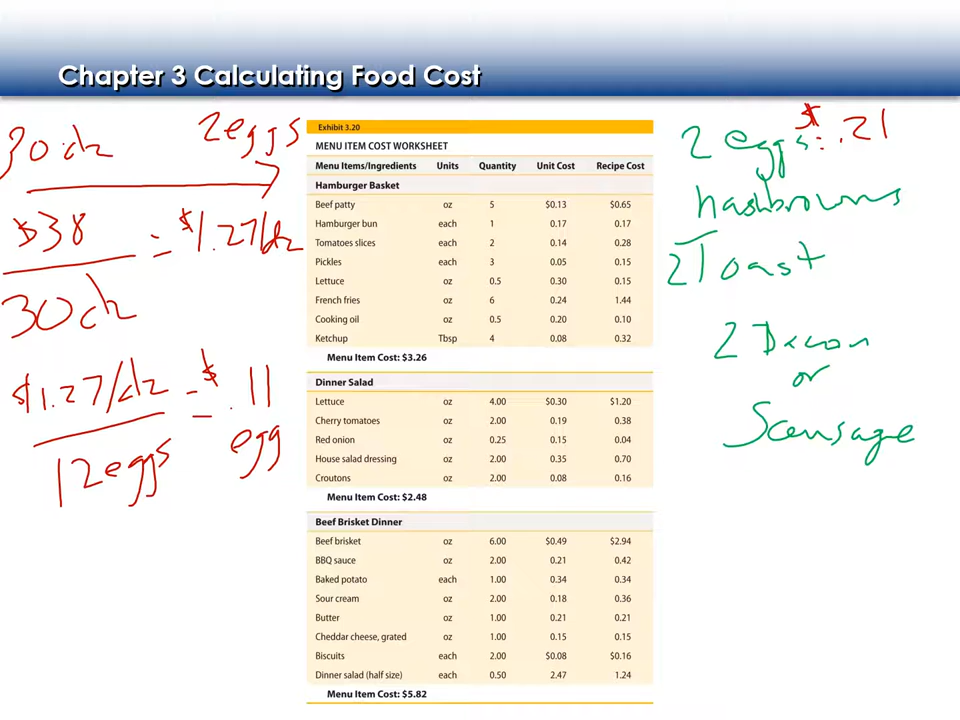 Chapter 3 Calculating Food Cost
30 dz
2 eggs
$38
30 dz
= $1.27/dz
$1.27/dz
12 eggs
= $ .11
egg
Exhibit 3.20
MENU ITEM COST WORKSHEET
Menu Items/Ingredients Units Quantity Unit Cost Recipe Cost
Hamburger Basket
Beef patty oz 5 $0.13 $0.65
Hamburger bun each 1 0.17 0.17
Tomatoes slices each 2 0.14 0.28
Pickles each 3 0.05 0.15
Lettuce oz 0.5 0.30 0.15
French fries oz 6 0.24 1.44
Cooking oil oz 0.5 0.20 0.10
Ketchup Tbsp 4 0.08 0.32
Menu Item Cost: $3.26
Dinner Salad
Lettuce oz 4.00 $0.30 $1.20
Cherry tomatoes oz 2.00 0.19 0.38
Red onion oz 0.25 0.15 0.04
House salad dressing oz 2.00 0.35 0.70
Croutons oz 2.00 0.08 0.16
Menu Item Cost: $2.48
Beef Brisket Dinner
Beef brisket oz 6.00 $0.49 $2.94
BBQ sauce oz 2.00 0.21 0.42
Baked potato each 1.00 0.34 0.34
Sour cream oz 2.00 0.18 0.36
Butter oz 1.00 0.21 0.21
Cheddar cheese, grated oz 1.00 0.15 0.15
Biscuits each 2.00 $0.08 $0.16
Dinner salad (half size) each 0.50 2.47 1.24
Menu Item Cost: $5.82
2 eggs: $ .21
hashbrowns
2 Toast
2 Bacon
or
Sausage